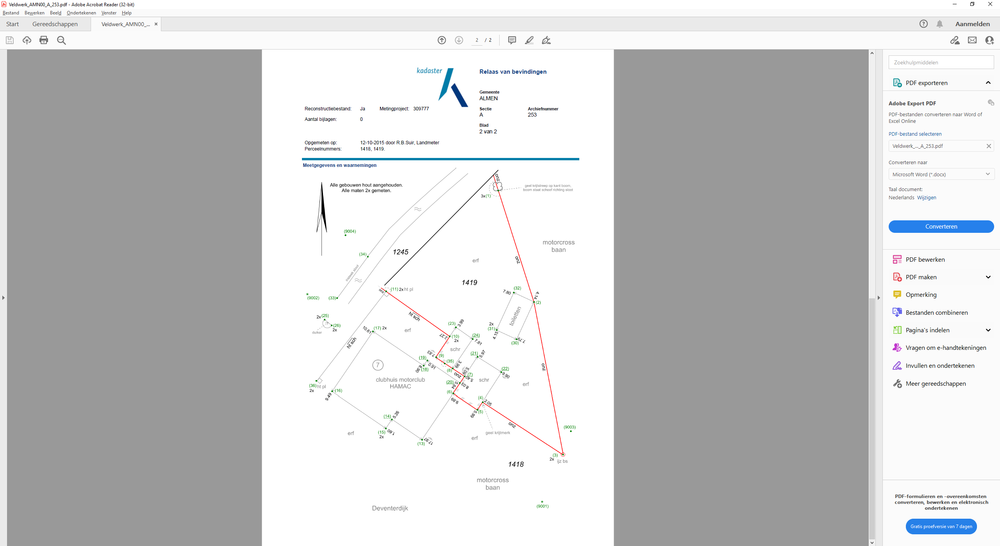 Veldwerk_AMN00_A_253.pdf - Adobe Acrobat Reader (32-bit)
Bestand Bewerken Beeld Ondertekenen Venster Help
Start Gereedschappen Veldwerk_AMN00_... × Aanmelden
2 / 2
kadaster
Relaas van bevindingen
Gemeente
ALMEN
Reconstructiebestand: Ja Metingproject: 309777
Sectie Archiefnummer
A 253
Aantal bijlagen: 0
Blad
2 van 2
Opgemeten op: 12-10-2015 door R.B.Suir, Landmeter
Perceelnummers: 1418, 1419.
Meetgegevens en waarnemingen
Alle gebouwen hout aangehouden.
Alle maten 2x gemeten.
onz
geel krijtstreep op kant boom,
boom staat scheef richting sloot
3x(1)
(9004)
motorcross
baan
1245
(34)
erf
onz
insteek sloot
1419
(11) 2x ht pl
onz
(32)
7.80
4.14
(2)
*
(9002)
(33)
toiletten
ht sch
2x (25)
(26)
2x
duiker
(17) 2x
10.61
erf
(23) 3.99
2x
(31)
4.15
2.27
(10)
2x
(24)
7.81
7.79
(30)
ht sch
schr
7.83
(9)
(21) 5.97
(19)
(35)
7
0.61
8.90
(18)
3.99
(8)
onz
5.09
(7)
5.40
(22)
6.90
onz
clubhuis motorclub
HAMAC
(20)
5.84
8.03
schr
erf
(36) ht pl
2x
(16)
9.49
(6)
9.89
(4)
2.05
5.99
(5)
(14) 5.26
onz
(15)
2x
1.60
erf
geel krijtmerk
erf
(9003)
(13)
17.97
(3)
2x ijz bs
1418
motorcross
baan
*
(9001)
Deventerdijk
Zoekhulpmiddelen
PDF exporteren
Adobe Export PDF
PDF-bestanden converteren naar Word of
Excel Online
PDF-bestand selecteren
Veldwerk_..._A_253.pdf
Converteren naar
Microsoft Word (*.docx)
Taal document:
Nederlands Wijzigen
Converteren
PDF bewerken
PDF maken
Opmerking
Bestanden combineren
Pagina's indelen
Vragen om e-handtekeningen
Invullen en ondertekenen
Meer gereedschappen
PDF-formulieren en -overeenkomsten
converteren, bewerken en elektronisch
ondertekenen
Gratis proefversie van 7 dagen